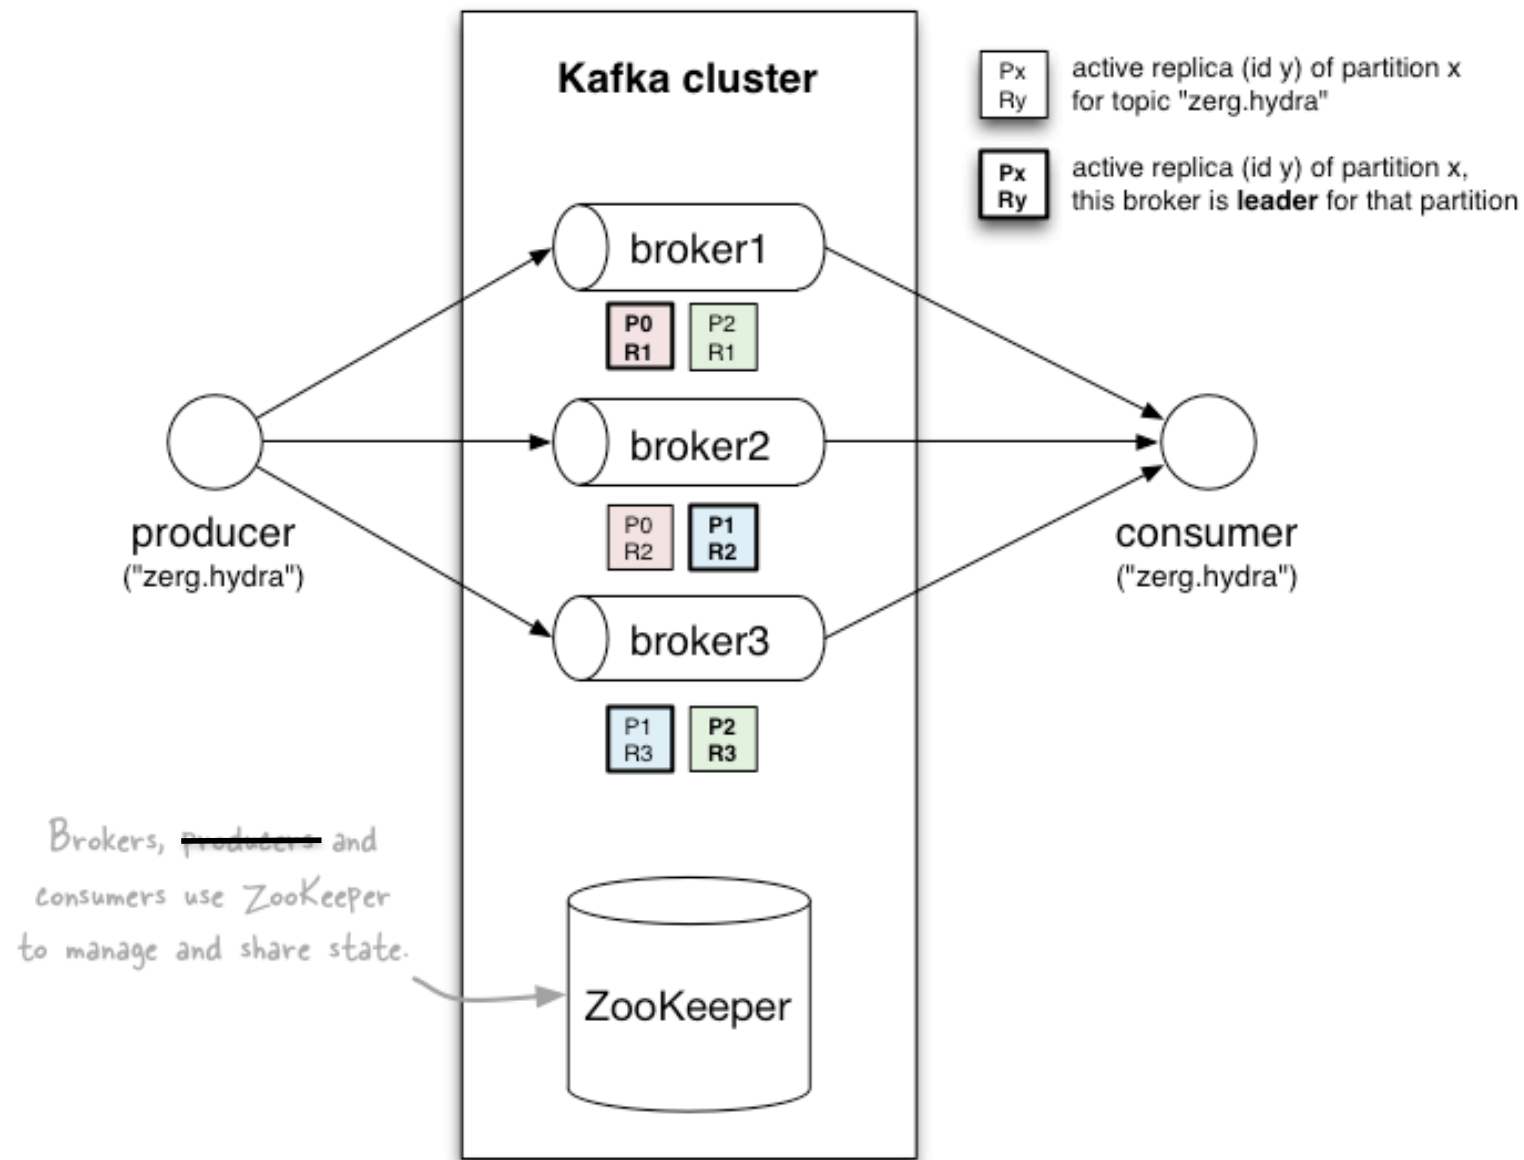 Kafka cluster
Px
Ry
active replica (id y) of partition x
for topic "zerg.hydra"
Px
Ry
active replica (id y) of partition x,
this broker is leader for that partition
broker1
P0
R1
P2
R1
broker2
P0
R2
P1
R2
broker3
P1
R3
P2
R3
producer
("zerg.hydra")
consumer
("zerg.hydra")
Brokers, producers and
consumers use ZooKeeper
to manage and share state.
ZooKeeper